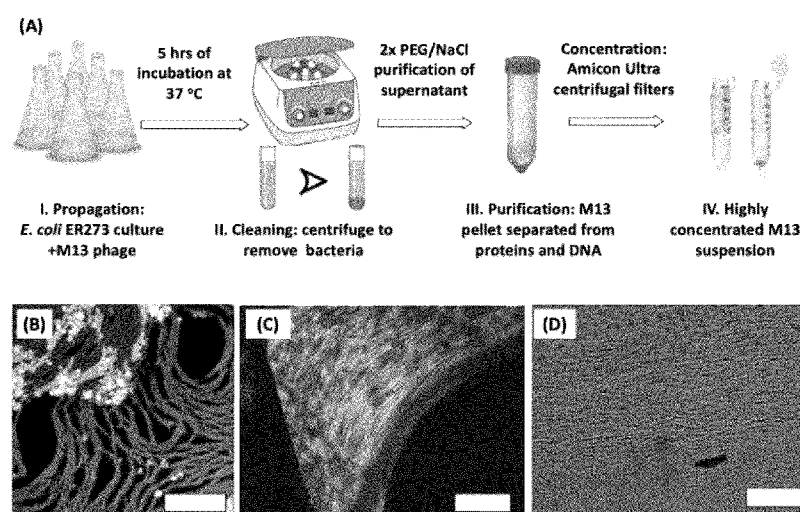 (A)
5 hrs of
incubation at
37 °C
2x PEG/NaCl
purification of
supernatant
Concentration:
Amicon Ultra
centrifugal filters
I. Propagation:
E. coli ER273 culture
+M13 phage
II. Cleaning: centrifuge to
remove bacteria
III. Purification: M13
pellet separated from
proteins and DNA
IV. Highly
concentrated M13
suspension
(B)
(C)
(D)